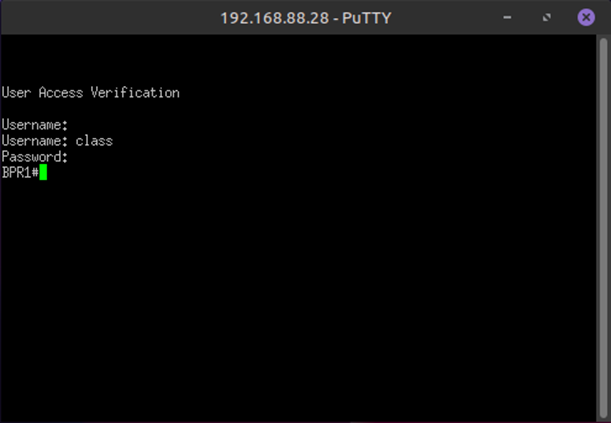 192.168.88.28 - PuTTY
User Access Verification
Username:
Username: class
Password:
BPR1#